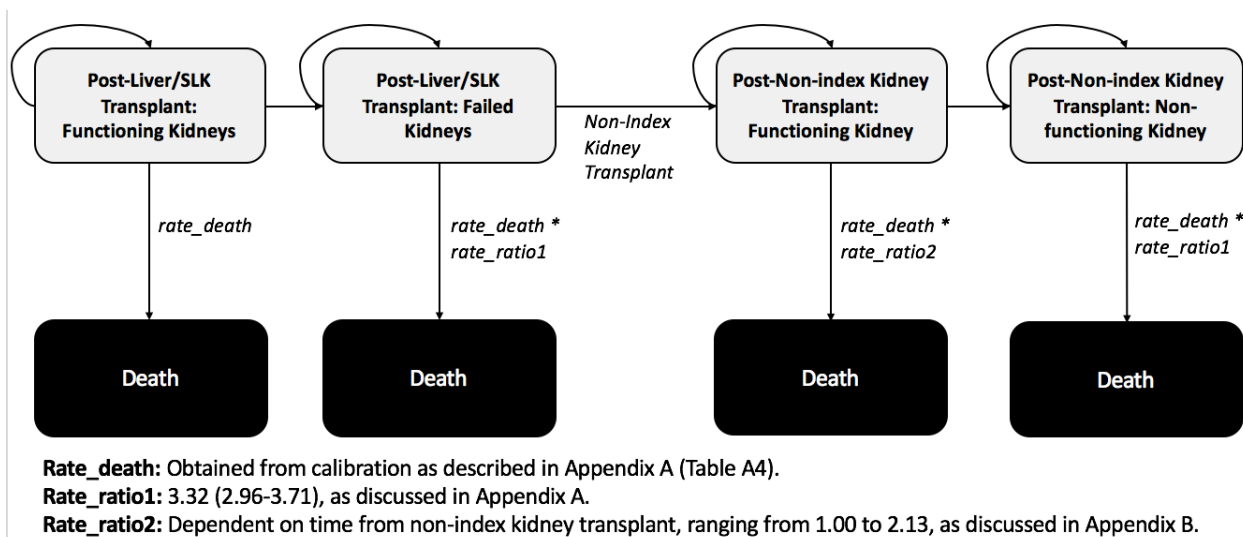 Post-Liver/SLK
Transplant:
Functioning Kidneys
Post-Liver/SLK
Transplant: Failed
Kidneys
Non-Index
Kidney
Transplant
Post-Non-index Kidney
Transplant:
Functioning Kidney
Post-Non-index Kidney
Transplant: Non-
functioning Kidney
rate_death
rate_death *
rate_ratio1
rate_death *
rate_ratio2
rate_death *
rate_ratio1
Death
Death
Death
Death
Rate_death: Obtained from calibration as described in Appendix A (Table A4).
Rate_ratio1: 3.32 (2.96-3.71), as discussed in Appendix A.
Rate_ratio2: Dependent on time from non-index kidney transplant, ranging from 1.00 to 2.13, as discussed in Appendix B.